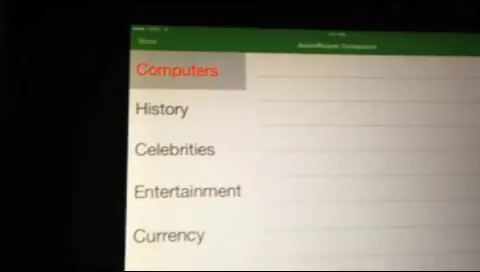 Computers
History
Celebrities
Entertainment
Currency